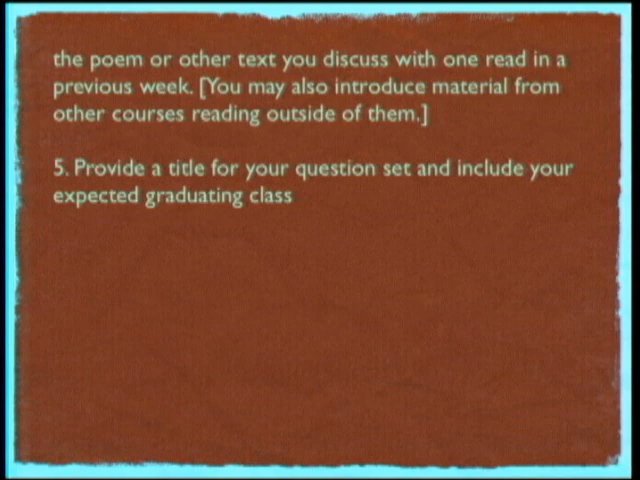 the poem or other text you discuss with one read in a
previous week. [You may also introduce material from
other courses reading outside of them.]
5. Provide a title for your question set and include your
expected graduating class